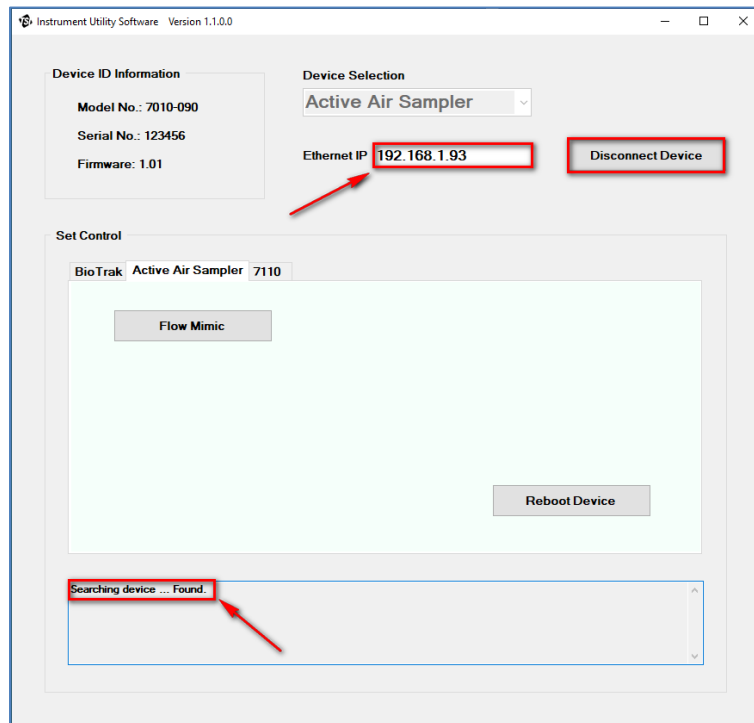 Instrument Utility Software Version 1.1.0.0
Device ID Information
Model No.: 7010-090
Serial No.: 123456
Firmware: 1.01
Device Selection
Active Air Sampler
Ethernet IP 192.168.1.93
Disconnect Device
Set Control
BioTrak Active Air Sampler 7110
Flow Mimic
Reboot Device
Searching device ... Found.